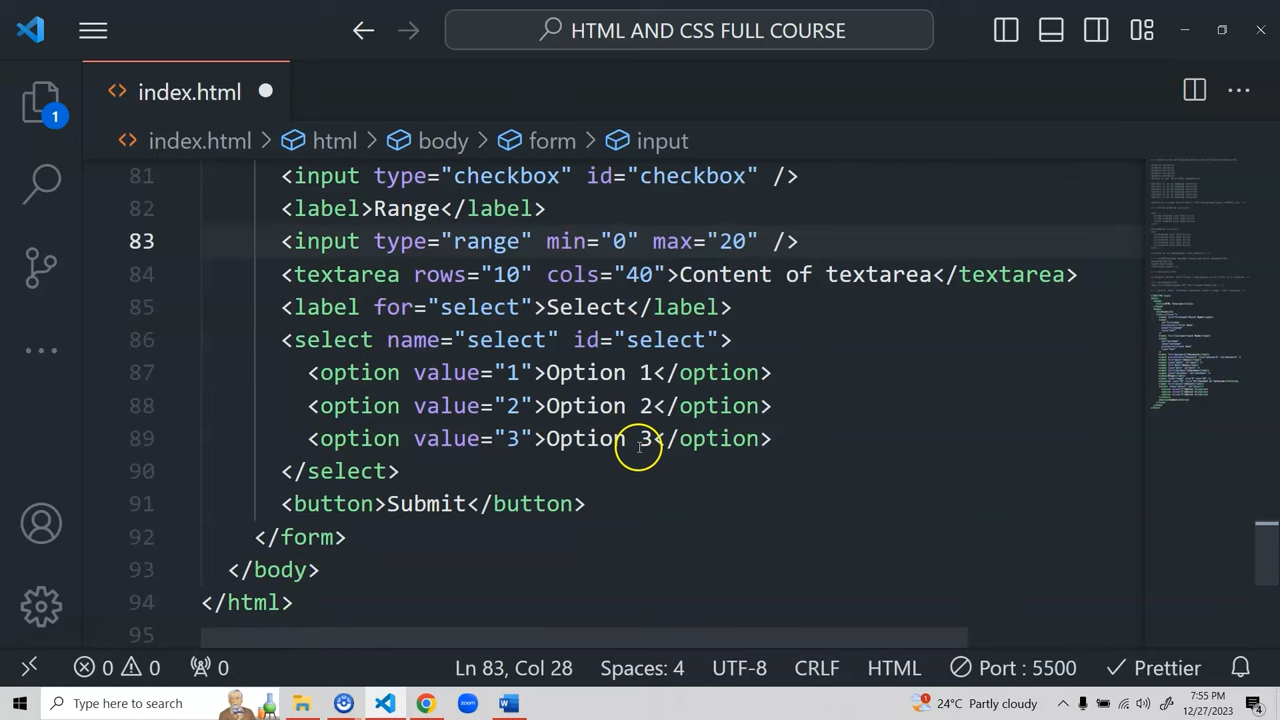 HTML AND CSS FULL COURSE
index.html
index.html > html > body > form > input
81 <input type="checkbox" id="checkbox" />
82 <label>Range</label>
83 <input type="range" min="0" max="20" />
84 <textarea rows="10" cols="40">Content of textarea</textarea>
85 <label for="select">Select</label>
86 <select name="select" id="select">
87 <option value="1">Option 1</option>
88 <option value="2">Option 2</option>
89 <option value="3">Option 3</option>
90 </select>
91 <button>Submit</button>
92 </form>
93 </body>
94 </html>
95
1
0 0 0 Ln 83, Col 28 Spaces: 4 UTF-8 CRLF HTML Port : 5500 Prettier
Type here to search zoom W 1 24°C Partly cloudy 7:55 PM
12/27/2023 4